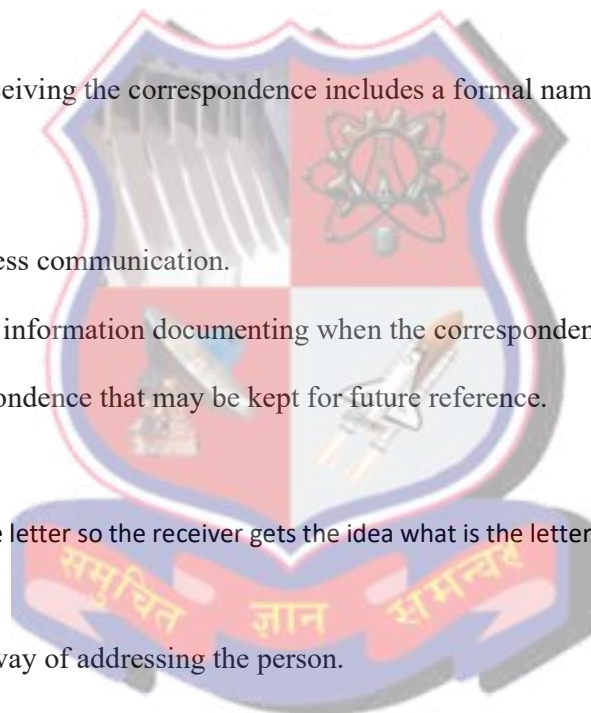 eiving the correspondence includes a formal nam
ess communication.
information documenting when the corresponden
ondence that may be kept for future reference.
e letter so the receiver gets the idea what is the letter
समुचित ज्ञान समन्वय
way of addressing the person.